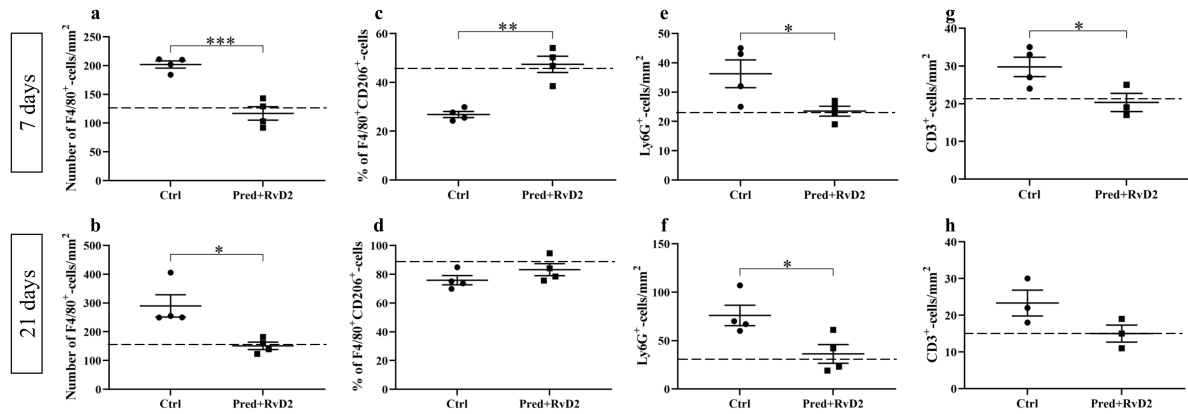 7 days
a
Number of F4/80⁺-cells/mm²
250
200
150
100
50
0
***
Ctrl
Pred+RvD2
c
% of F4/80⁺CD206⁺-cells
60
40
20
0
**
Ctrl
Pred+RvD2
e
Ly6G⁺-cells/mm²
50
40
30
20
10
0
*
Ctrl
Pred+RvD2
g
CD3⁺-cells/mm²
40
30
20
10
0
*
Ctrl
Pred+RvD2
21 days
b
Number of F4/80⁺-cells/mm²
500
400
300
200
100
0
*
Ctrl
Pred+RvD2
d
% of F4/80⁺CD206⁺-cells
100
80
60
40
20
0
Ctrl
Pred+RvD2
f
Ly6G⁺-cells/mm²
150
100
50
0
*
Ctrl
Pred+RvD2
h
CD3⁺-cells/mm²
40
30
20
10
0
Ctrl
Pred+RvD2